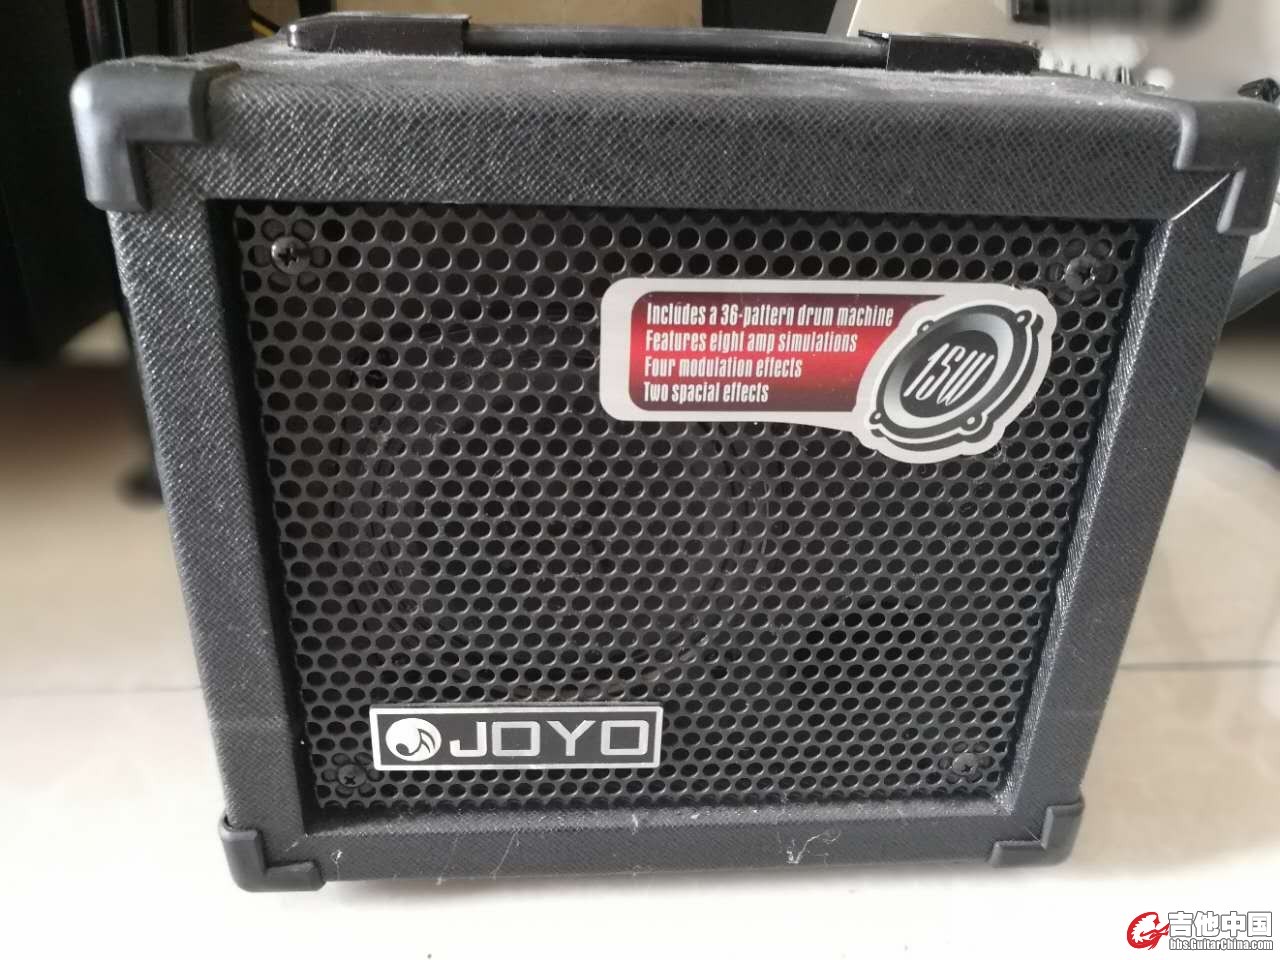 Includes a 36-pattern drum machine
Features eight amp simulations
Four modulation effects
Two spacial effects
15W
JOYO
吉他中国
bbs.GuitarChina.com